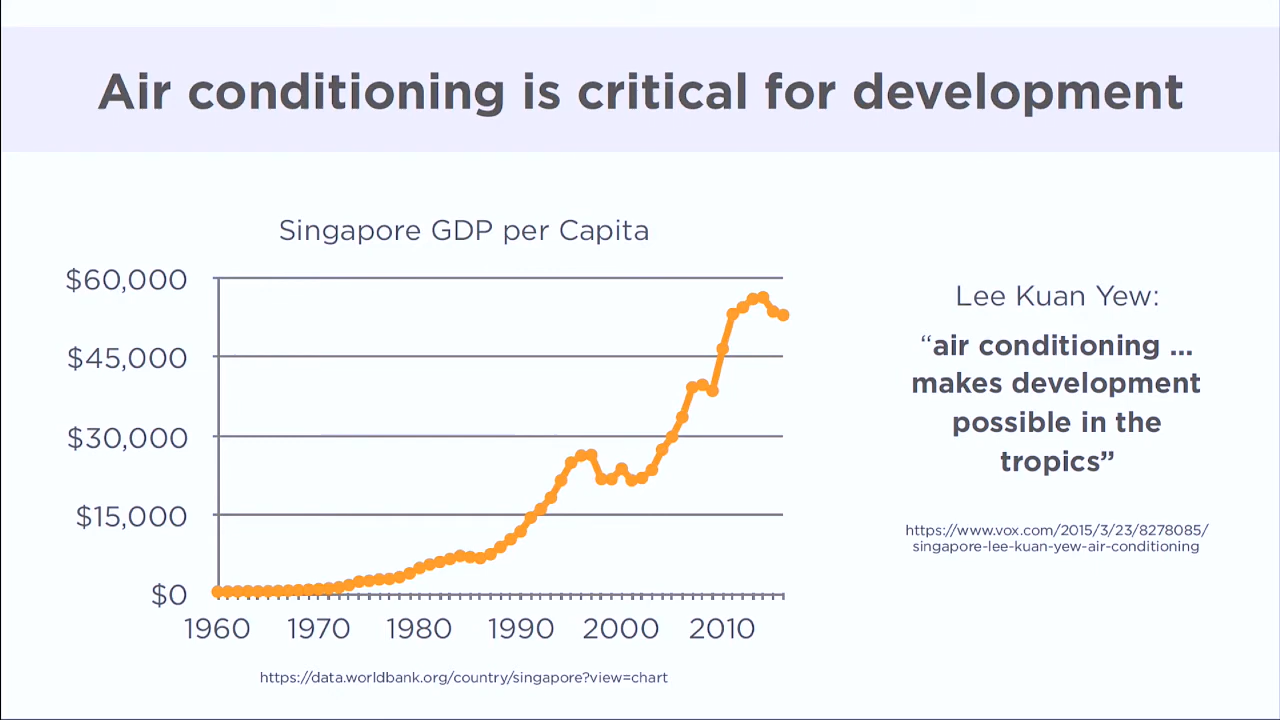 Air conditioning is critical for development
Singapore GDP per Capita
$60,000
$45,000
$30,000
$15,000
$0
1960 1970 1980 1990 2000 2010
https://data.worldbank.org/country/singapore?view=chart
Lee Kuan Yew:
“air conditioning ...
makes development
possible in the
tropics”
https://www.vox.com/2015/3/23/8278085/
singapore-lee-kuan-yew-air-conditioning